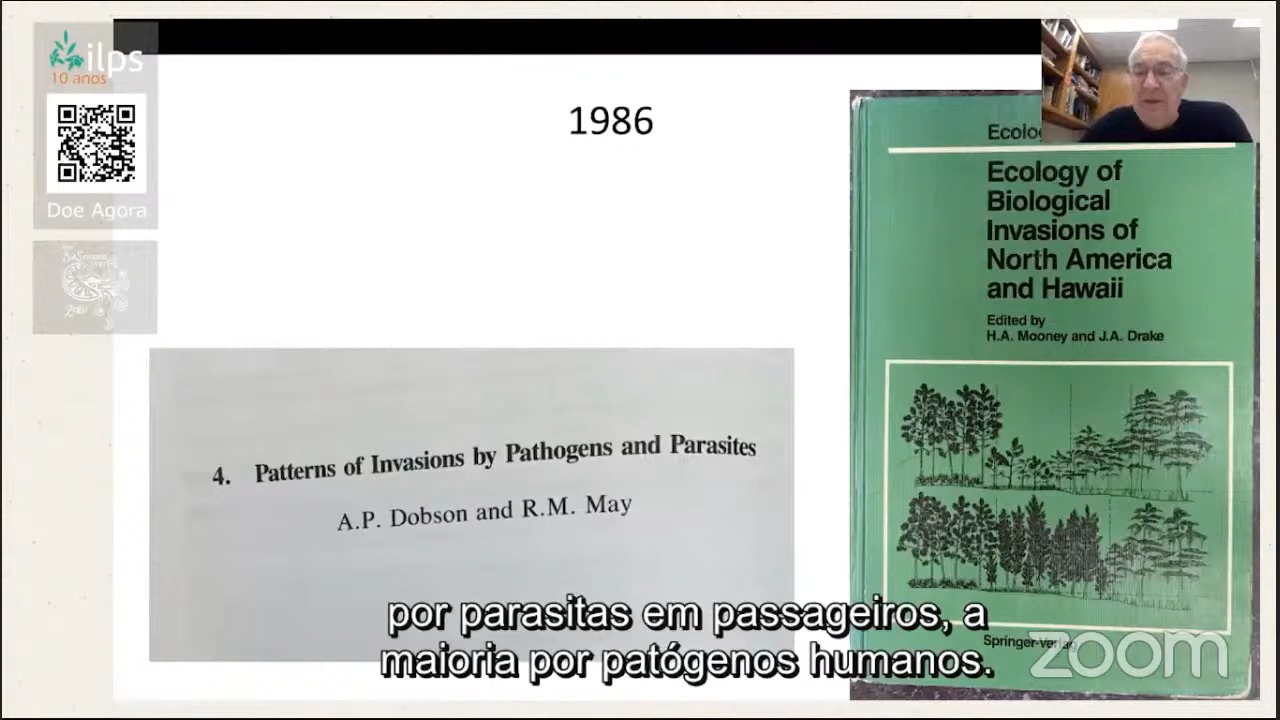 ilps
10 anos
Doe Agora
1986
Ecology of
Biological
Invasions of
North America
and Hawaii
Edited by
H.A. Mooney and J.A. Drake
4. Patterns of Invasions by Pathogens and Parasites
A.P. Dobson and R.M. May
por parasitas em passageiros, a
maioria por patógenos humanos.
Springer-Verlag
zoom